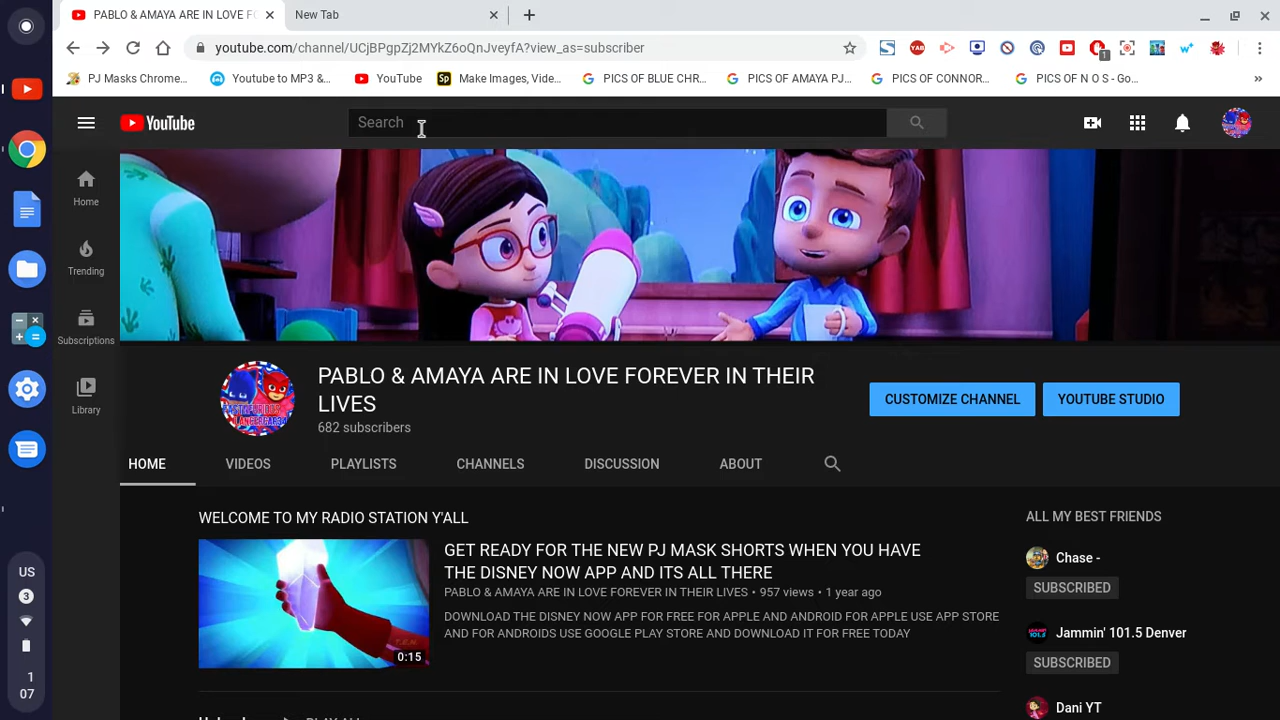 PABLO & AMAYA ARE IN LOVE FO
New Tab
youtube.com/channel/UCjBPgpZj2MYkZ6oQnJveyfA?view_as=subscriber
YAB
1
PJ Masks Chrome...
Youtube to MP3 &...
YouTube
Sp
Make Images, Vide...
PICS OF BLUE CHR...
PICS OF AMAYA PJ...
PICS OF CONNOR...
PICS OF N O S - Go...
YouTube
Search
Home
Trending
Subscriptions
Library
PABLO & AMAYA ARE IN LOVE FOREVER IN THEIR
LIVES
682 subscribers
CUSTOMIZE CHANNEL
YOUTUBE STUDIO
HOME
VIDEOS
PLAYLISTS
CHANNELS
DISCUSSION
ABOUT
WELCOME TO MY RADIO STATION Y'ALL
GET READY FOR THE NEW PJ MASK SHORTS WHEN YOU HAVE
THE DISNEY NOW APP AND ITS ALL THERE
PABLO & AMAYA ARE IN LOVE FOREVER IN THEIR LIVES • 957 views • 1 year ago
DOWNLOAD THE DISNEY NOW APP FOR FREE FOR APPLE AND ANDROID FOR APPLE USE APP STORE
AND FOR ANDROIDS USE GOOGLE PLAY STORE AND DOWNLOAD IT FOR FREE TODAY
0:15
ALL MY BEST FRIENDS
Chase -
SUBSCRIBED
Jammin' 101.5 Denver
SUBSCRIBED
Dani YT
US
3
1
07